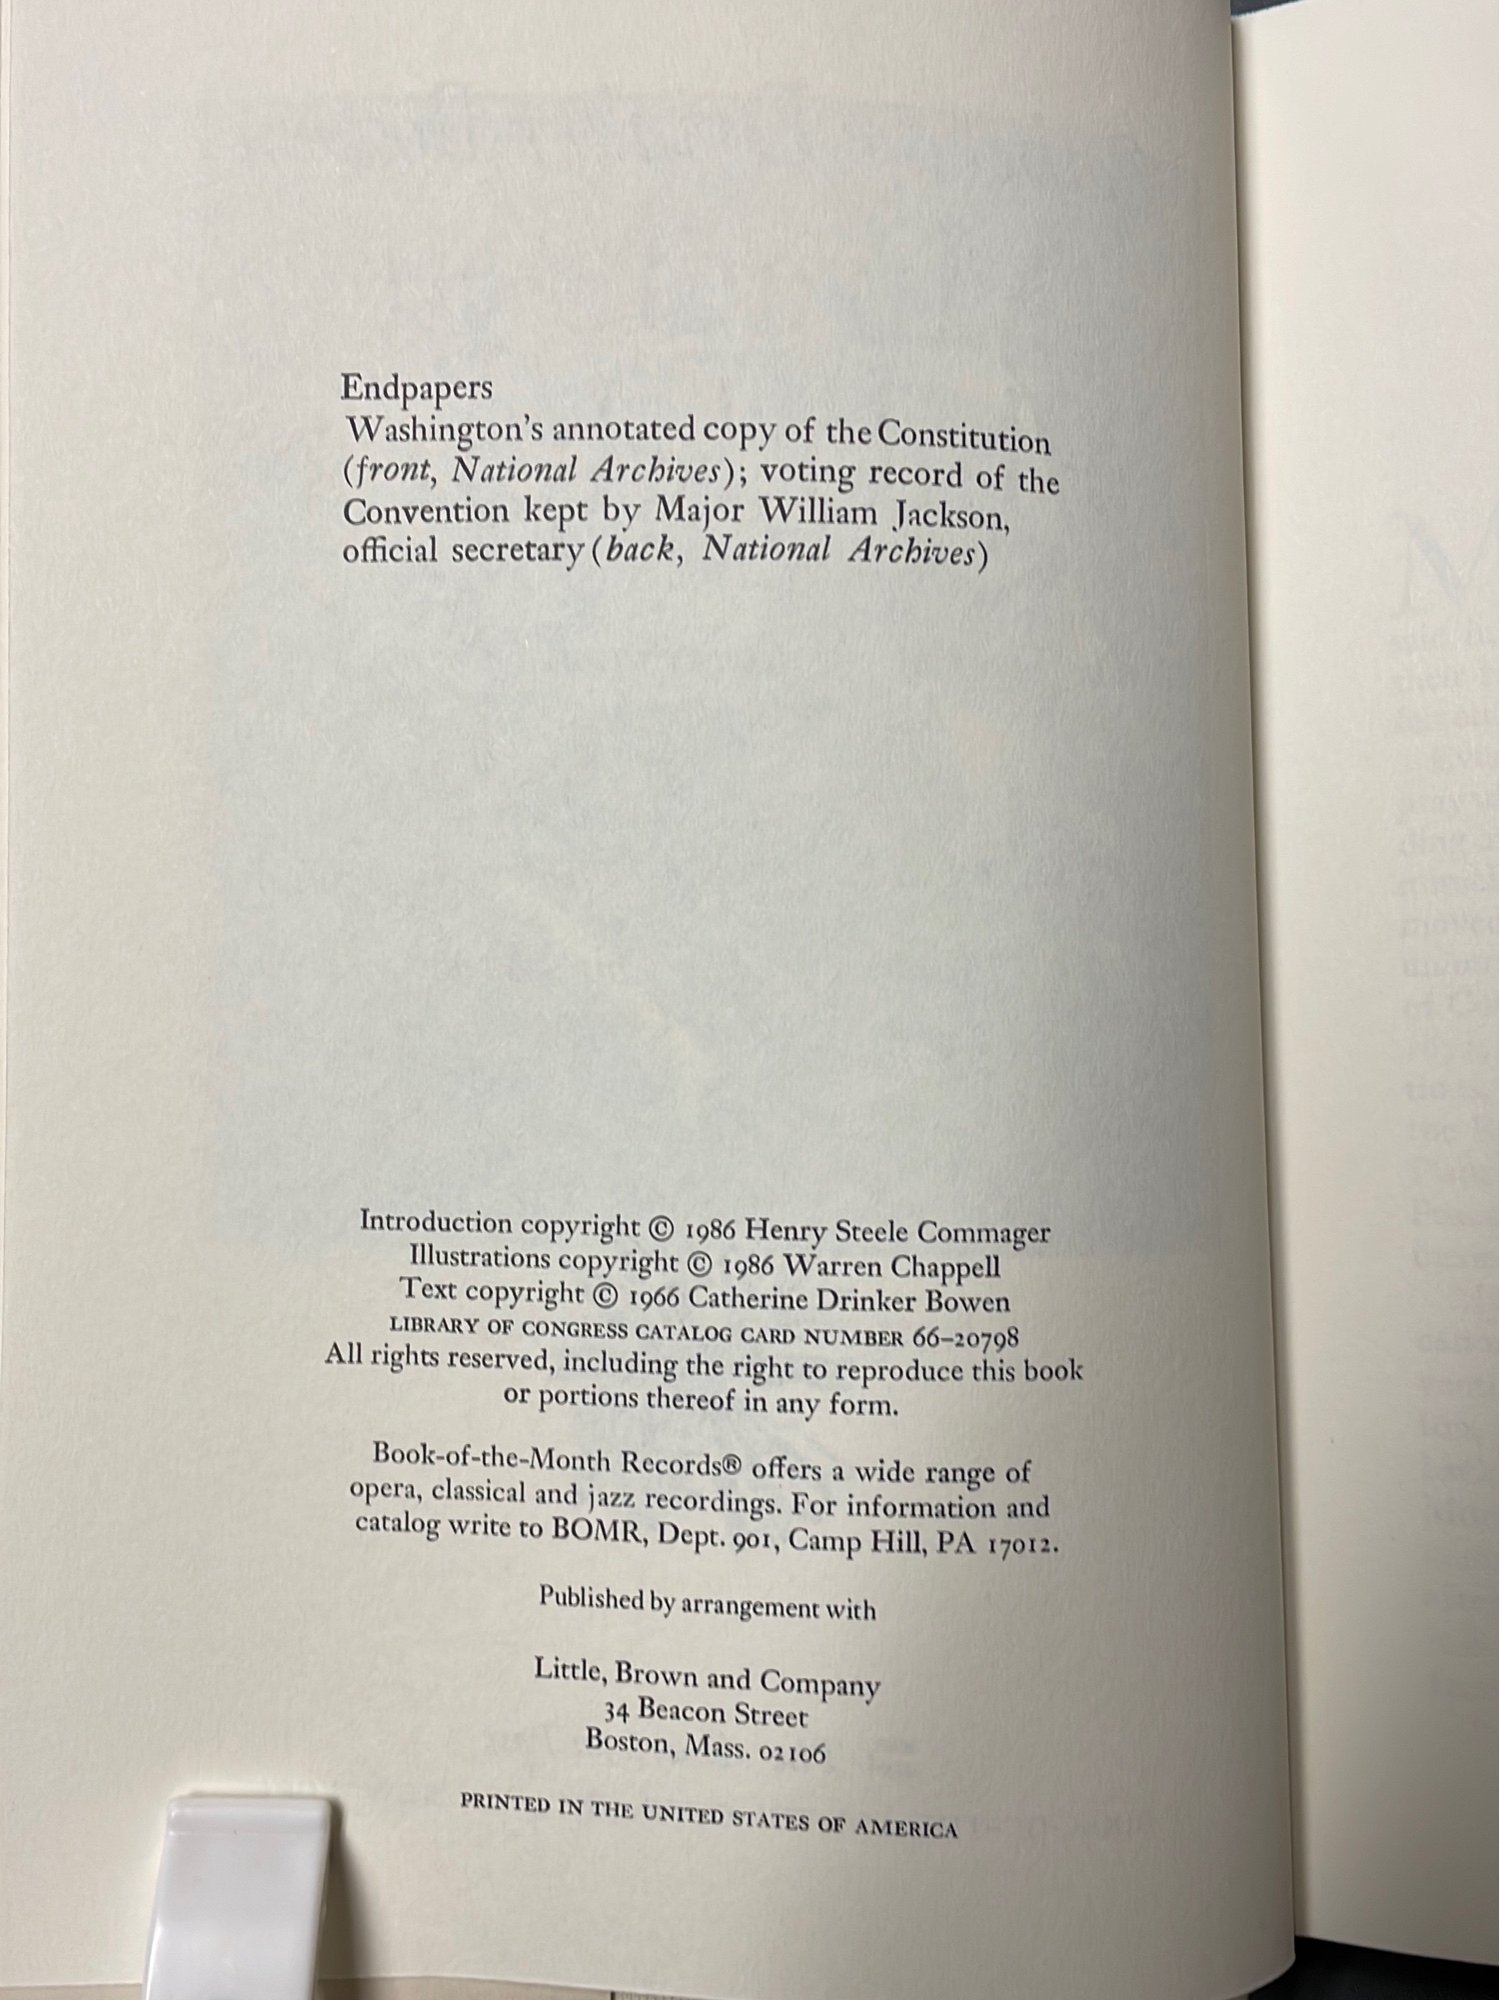 Endpapers
Washington's annotated copy of the Constitution
(front, National Archives); voting record of the
Convention kept by Major William Jackson,
official secretary (back, National Archives)
Introduction copyright © 1986 Henry Steele Commager
Illustrations copyright © 1986 Warren Chappell
Text copyright © 1966 Catherine Drinker Bowen
LIBRARY OF CONGRESS CATALOG CARD NUMBER 66–20798
All rights reserved, including the right to reproduce this book
or portions thereof in any form.
Book-of-the-Month Records® offers a wide range of
opera, classical and jazz recordings. For information and
catalog write to BOMR, Dept. 901, Camp Hill, PA 17012.
Published by arrangement with
Little, Brown and Company
34 Beacon Street
Boston, Mass. 02106
PRINTED IN THE UNITED STATES OF AMERICA